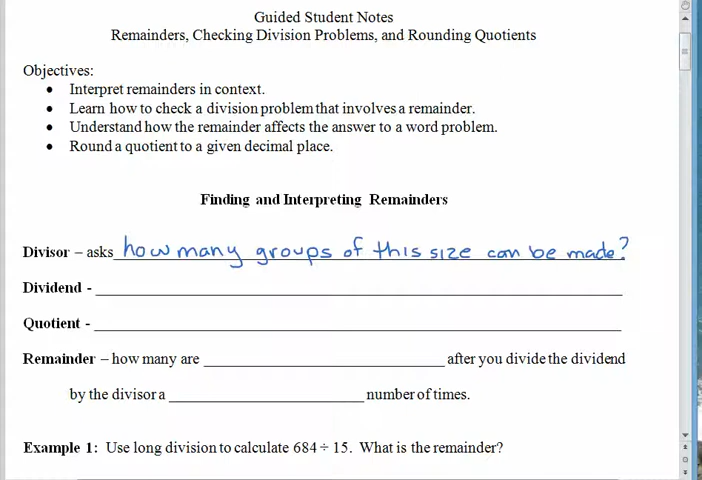 Guided Student Notes
Remainders, Checking Division Problems, and Rounding Quotients
Objectives:
• Interpret remainders in context.
• Learn how to check a division problem that involves a remainder.
• Understand how the remainder affects the answer to a word problem.
• Round a quotient to a given decimal place.
Finding and Interpreting Remainders
Divisor – asks how many groups of this size can be made?
Dividend - ____________________
Quotient - ____________________
Remainder – how many are ____________________ after you divide the dividend
by the divisor a ____________________ number of times.
Example 1: Use long division to calculate 684 ÷ 15. What is the remainder?